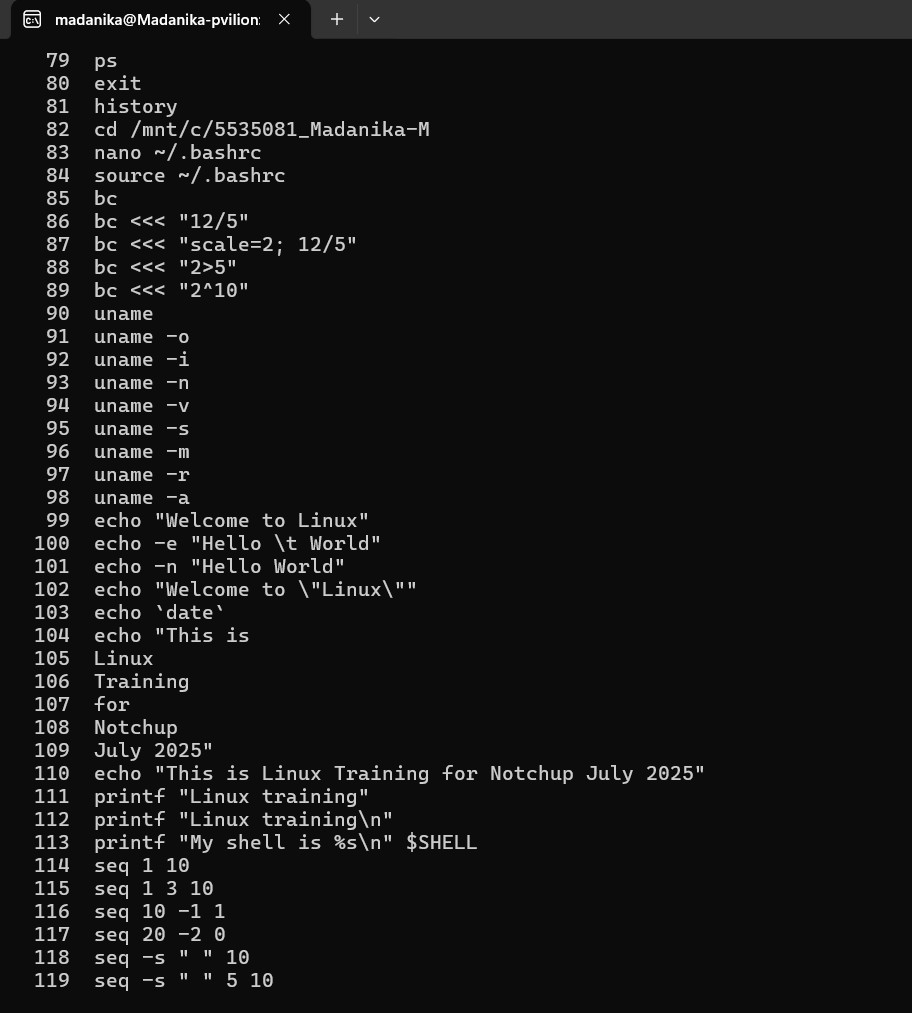 madanika@Madanika-pvilion:
79 ps
80 exit
81 history
82 cd /mnt/c/5535081_Madanika-M
83 nano ~/.bashrc
84 source ~/.bashrc
85 bc
86 bc <<< "12/5"
87 bc <<< "scale=2; 12/5"
88 bc <<< "2>5"
89 bc <<< "2^10"
90 uname
91 uname -o
92 uname -i
93 uname -n
94 uname -v
95 uname -s
96 uname -m
97 uname -r
98 uname -a
99 echo "Welcome to Linux"
100 echo -e "Hello \t World"
101 echo -n "Hello World"
102 echo "Welcome to \"Linux\""
103 echo `date`
104 echo "This is
105 Linux
106 Training
107 for
108 Notchup
109 July 2025"
110 echo "This is Linux Training for Notchup July 2025"
111 printf "Linux training"
112 printf "Linux training\n"
113 printf "My shell is %s\n" $SHELL
114 seq 1 10
115 seq 1 3 10
116 seq 10 -1 1
117 seq 20 -2 0
118 seq -s " " 10
119 seq -s " " 5 10